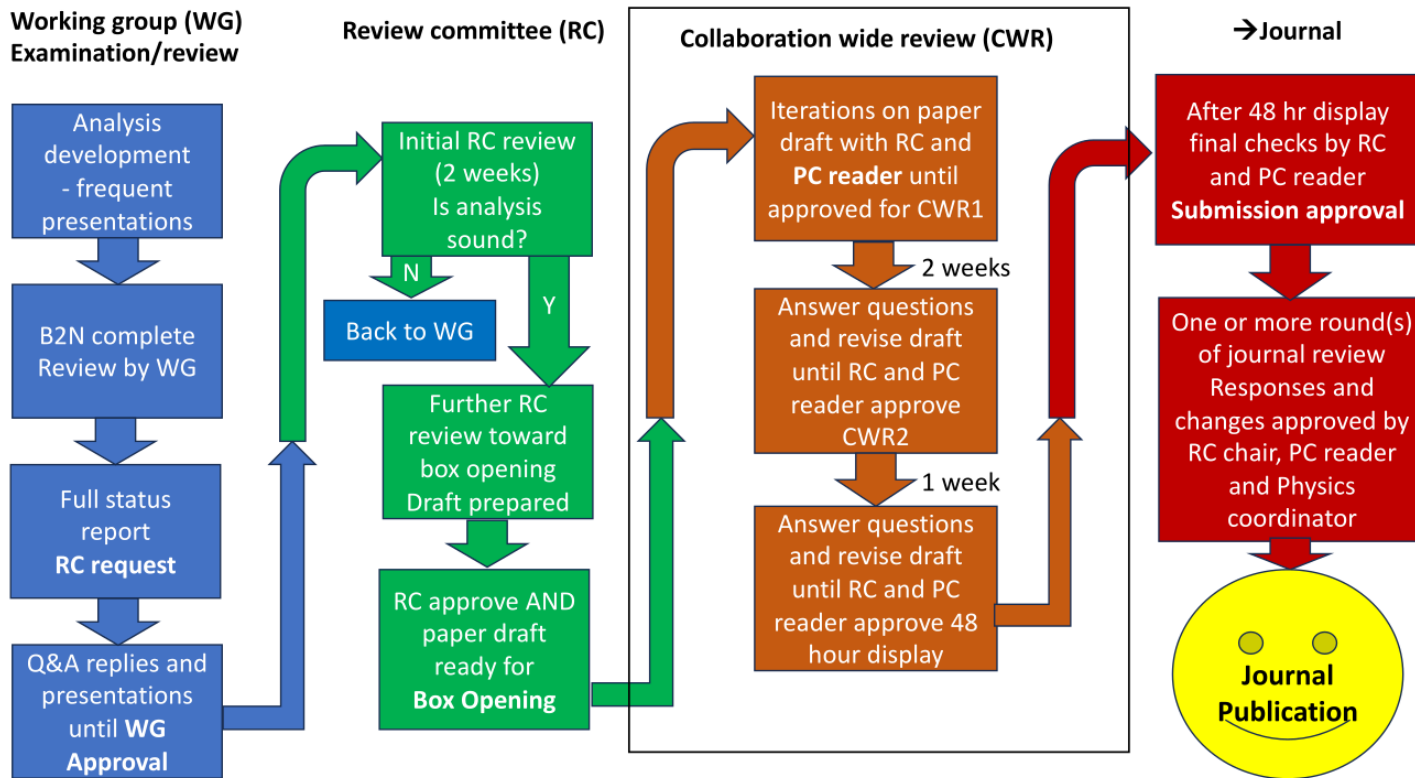 Working group (WG)
Examination/review
Analysis
development
- frequent
presentations
B2N complete
Review by WG
Full status
report
RC request
Q&A replies and
presentations
until WG
Approval
Review committee (RC)
Initial RC review
(2 weeks)
Is analysis
sound?
N
Y
Back to WG
Further RC
review toward
box opening
Draft prepared
RC approve AND
paper draft
ready for
Box Opening
Collaboration wide review (CWR)
Iterations on paper
draft with RC and
PC reader until
approved for CWR1
2 weeks
Answer questions
and revise draft
until RC and PC
reader approve
CWR2
1 week
Answer questions
and revise draft
until RC and PC
reader approve 48
hour display
→Journal
After 48 hr display
final checks by RC
and PC reader
Submission approval
One or more round(s)
of journal review
Responses and
changes approved by
RC chair, PC reader
and Physics
coordinator
Journal
Publication